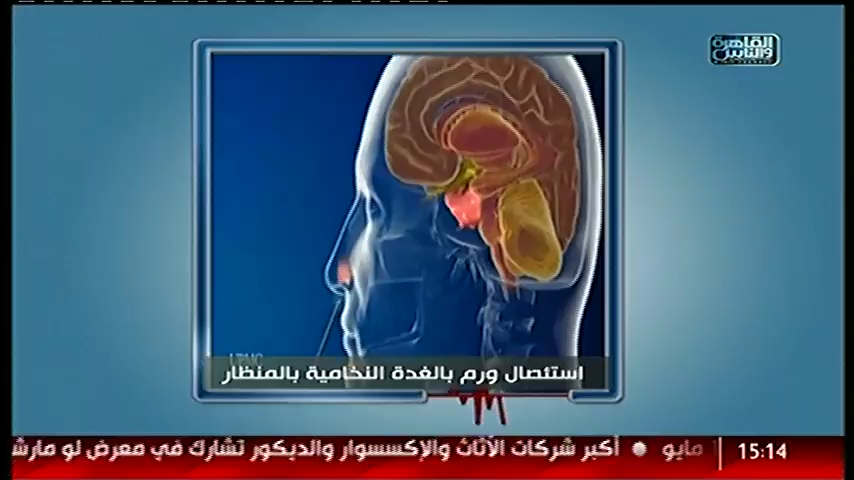 القاهرة
والناس
UPMC
استئصال ورم بالغدة النخامية بالمنظار
15:14
مايو ● أكبر شركات الأثاث والإكسسوار والديكور تشارك في معرض لو مارش